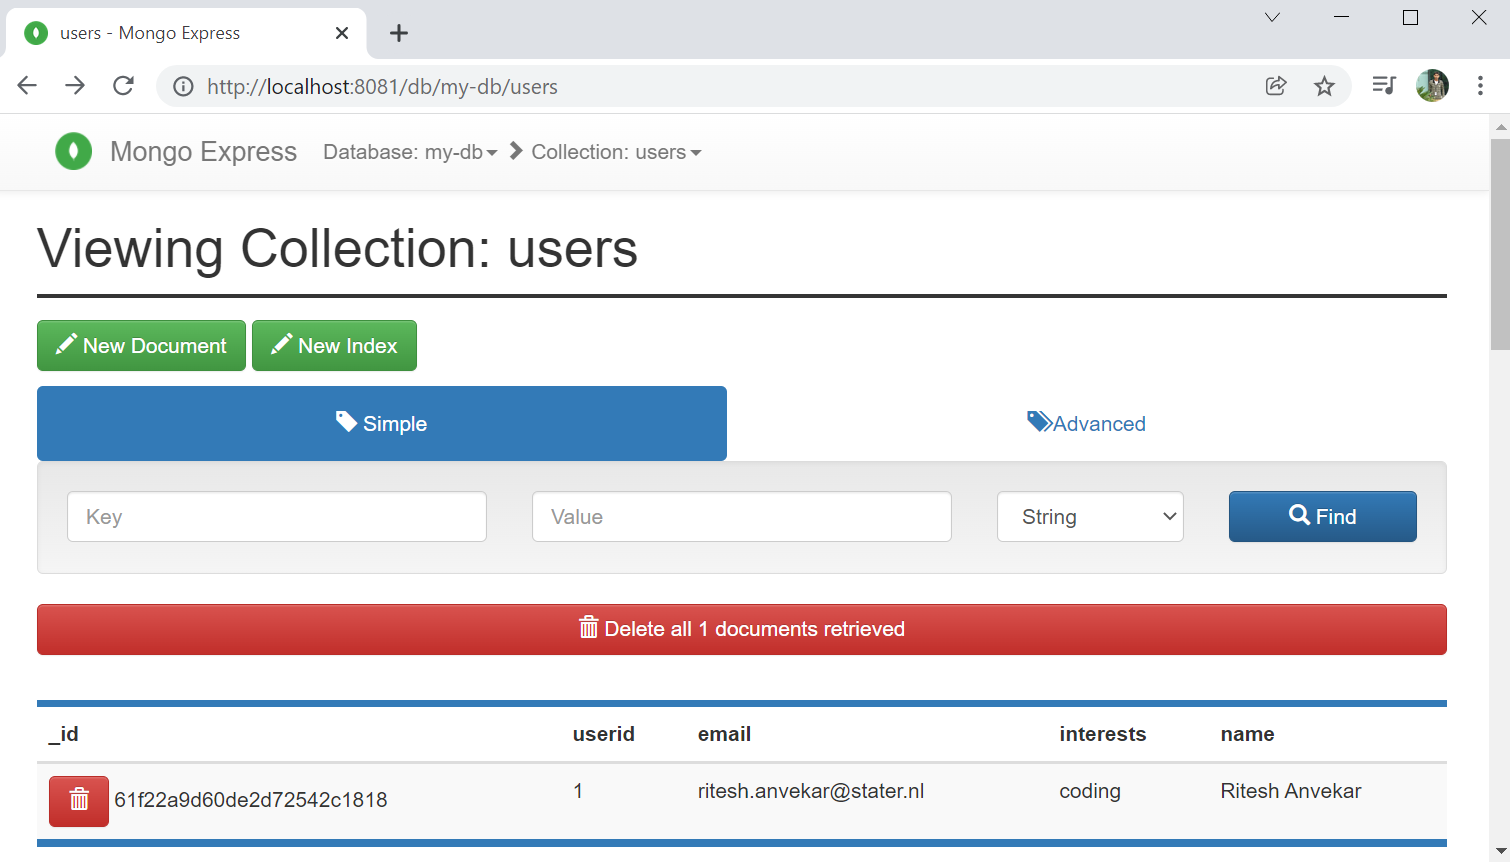 users - Mongo Express
http://localhost:8081/db/my-db/users
Mongo Express Database: my-db Collection: users
Viewing Collection: users
New Document New Index
Simple Advanced
Key Value String Find
Delete all 1 documents retrieved
_id userid email interests name
61f22a9d60de2d72542c1818 1 ritesh.anvekar@stater.nl coding Ritesh Anvekar